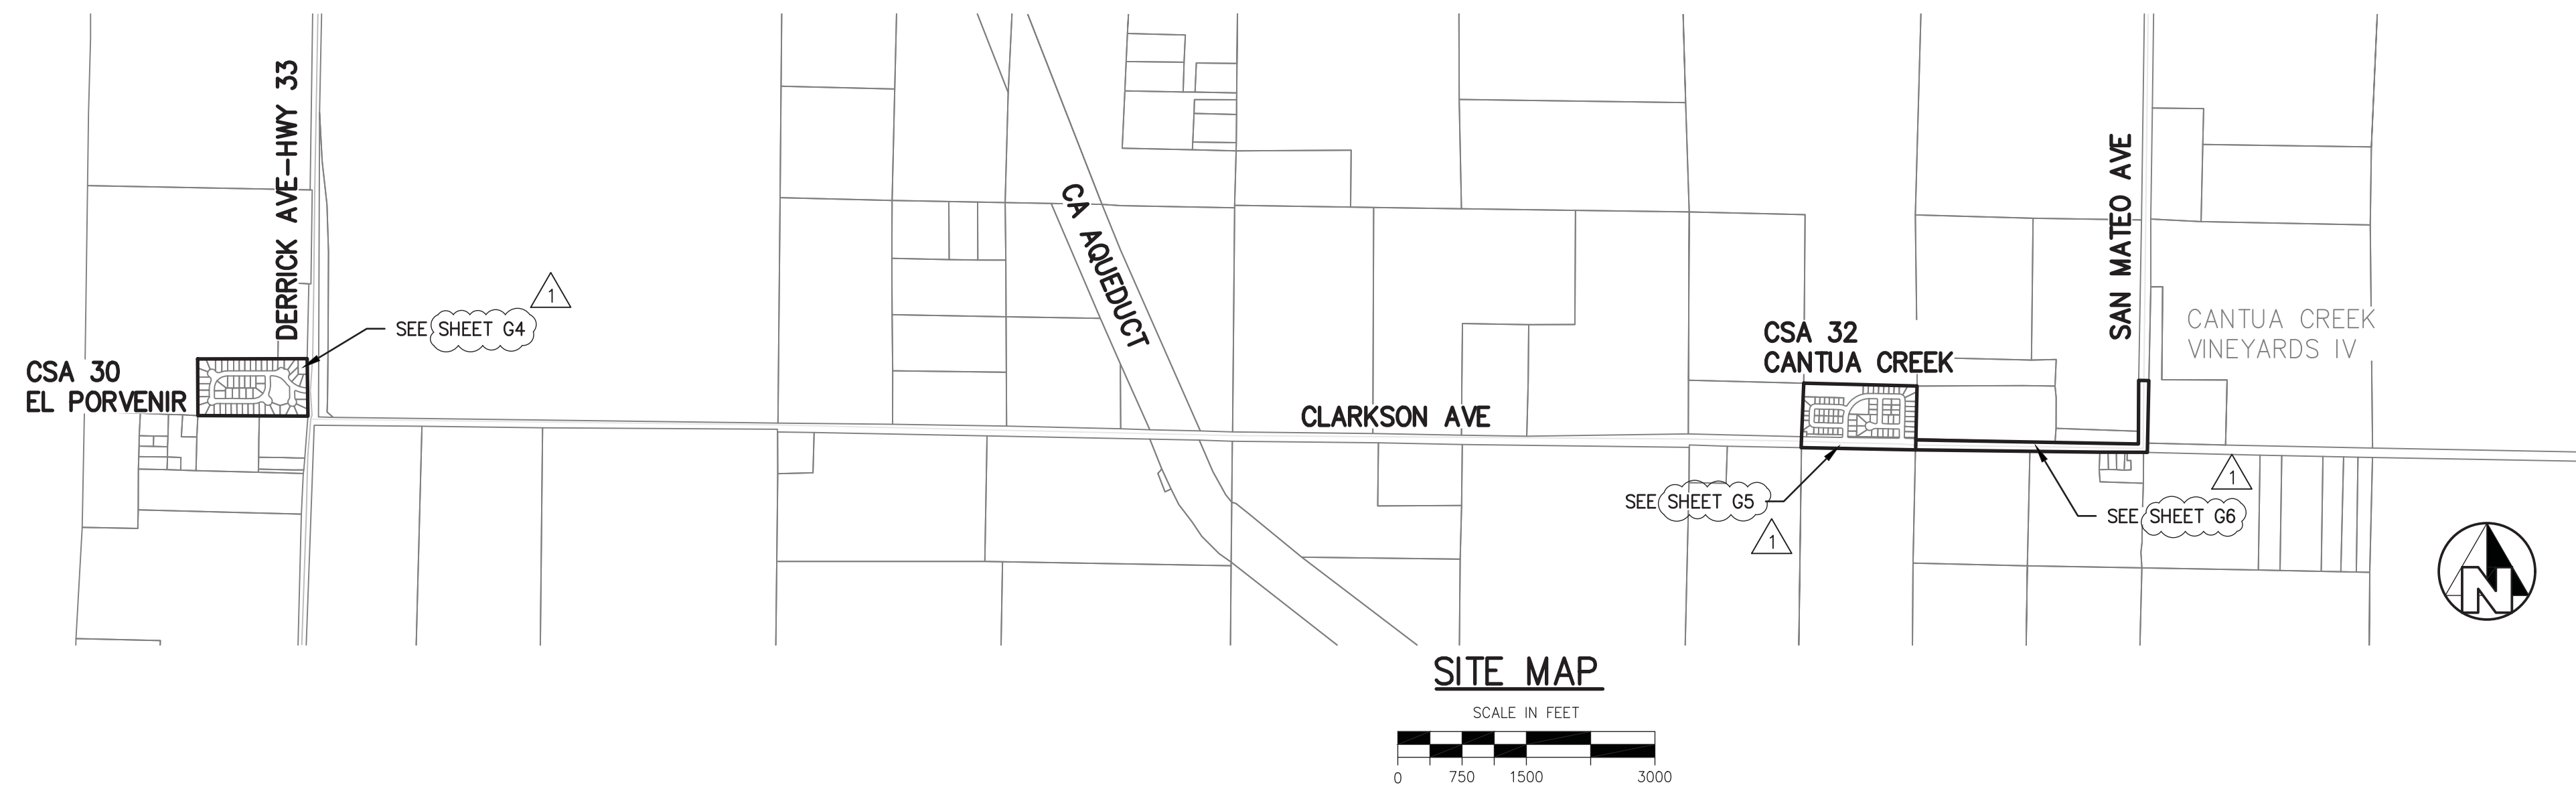 DERRICK AVE-HWY 33
1
SEE SHEET G4
CSA 30
EL PORVENIR
CA AQUEDUCT
CLARKSON AVE
CSA 32
CANTUA CREEK
SAN MATEO AVE
CANTUA CREEK
VINEYARDS IV
SEE SHEET G5
1
SEE SHEET G6
1
N
SITE MAP
SCALE IN FEET
0 750 1500 3000